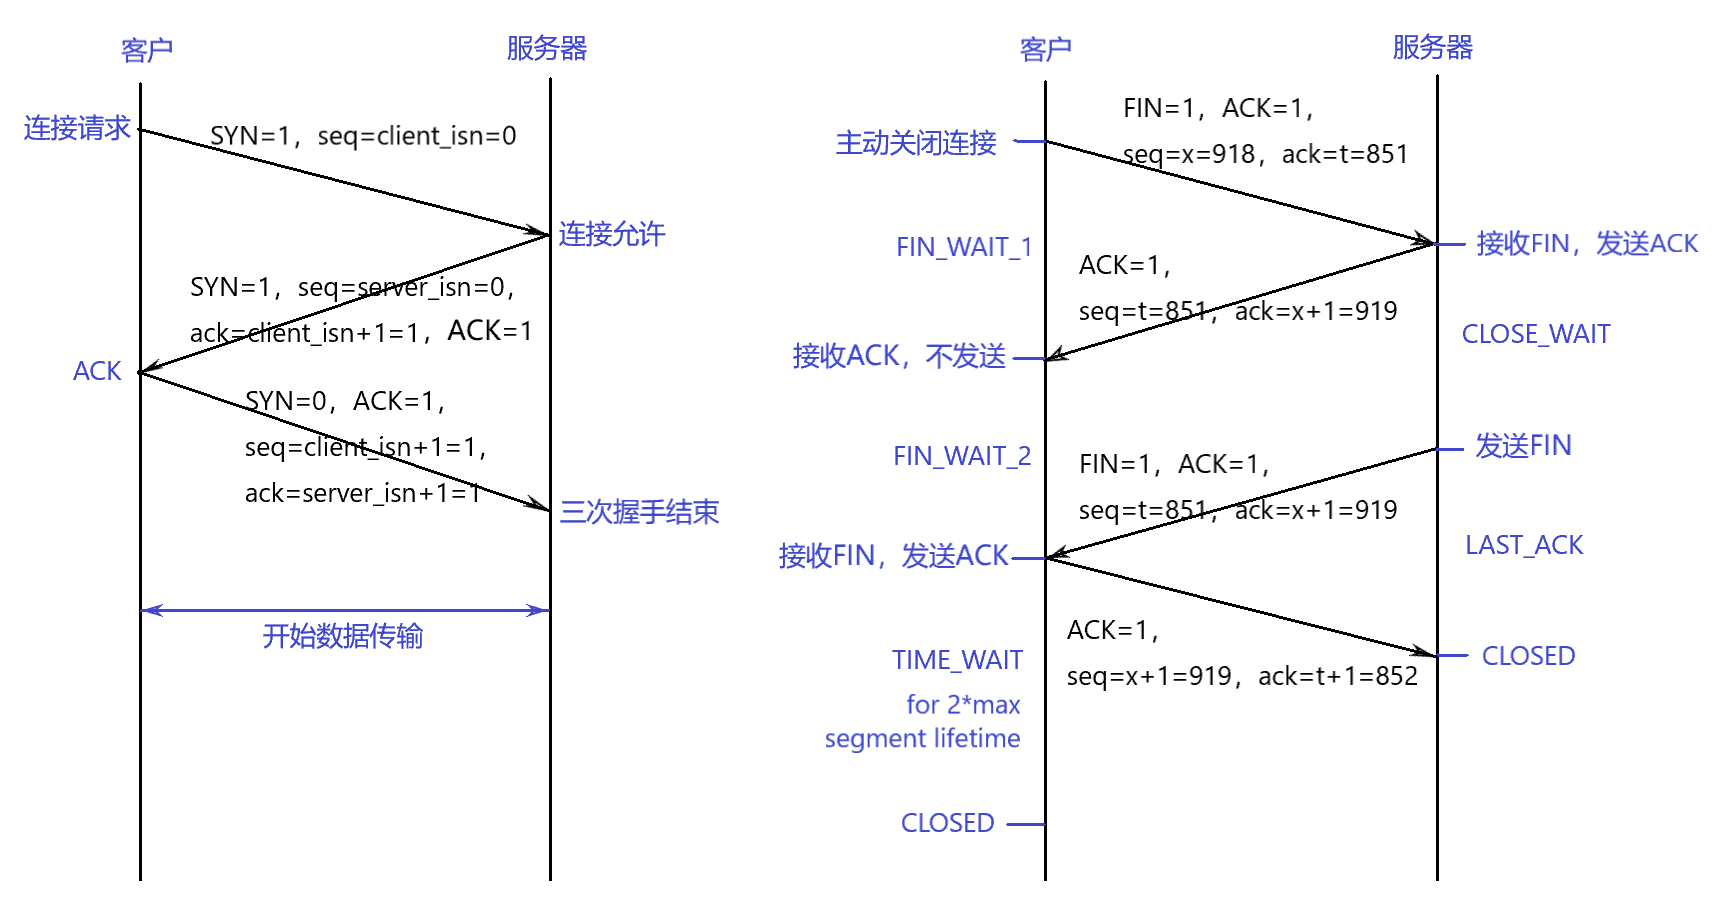 客户
服务器
连接请求
SYN=1，seq=client_isn=0
连接允许
SYN=1，seq=server_isn=0，
ack=client_isn+1=1，ACK=1
ACK
SYN=0，ACK=1，
seq=client_isn+1=1，
ack=server_isn+1=1
三次握手结束
开始数据传输
客户
服务器
FIN=1，ACK=1，
主动关闭连接
seq=x=918，ack=t=851
FIN_WAIT_1
接收FIN，发送ACK
ACK=1，
seq=t=851，ack=x+1=919
CLOSE_WAIT
接收ACK，不发送
FIN_WAIT_2
发送FIN
FIN=1，ACK=1，
seq=t=851，ack=x+1=919
接收FIN，发送ACK
LAST_ACK
ACK=1，
seq=x+1=919，ack=t+1=852
TIME_WAIT
for 2*max
segment lifetime
CLOSED
CLOSED